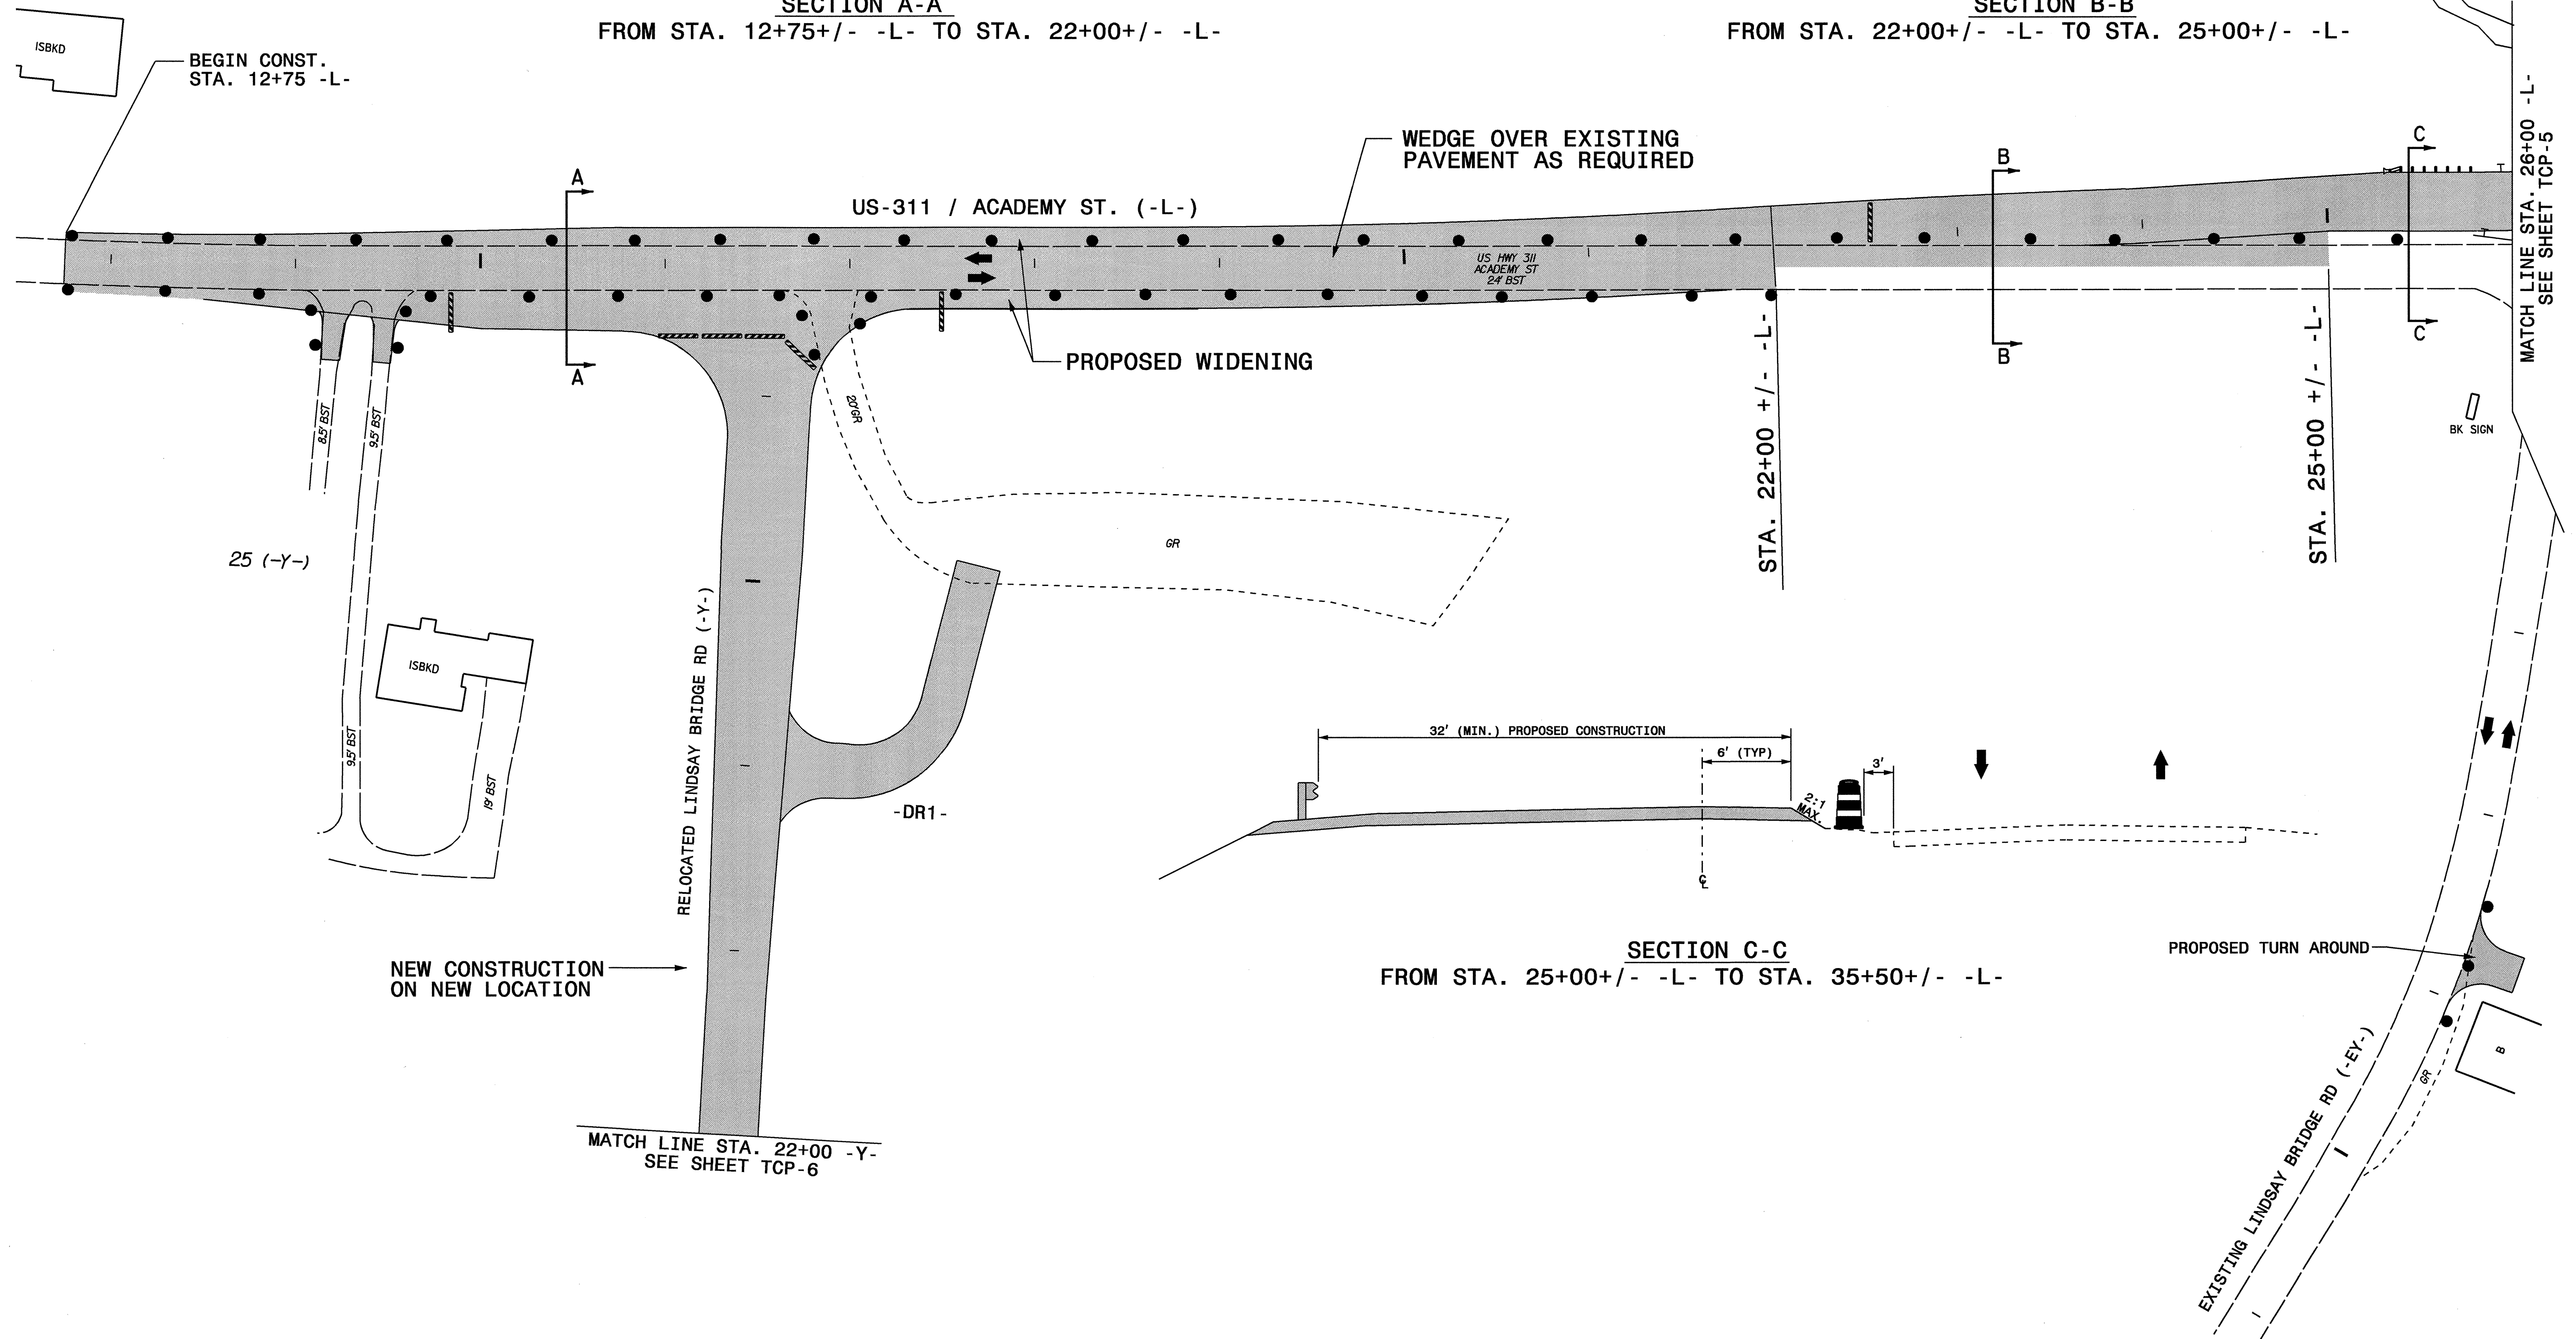 SECTION A-A
FROM STA. 12+75+/- -L- TO STA. 22+00+/- -L-
SECTION B-B
FROM STA. 22+00+/- -L- TO STA. 25+00+/- -L-
ISBKD
BEGIN CONST.
STA. 12+75 -L-
WEDGE OVER EXISTING
PAVEMENT AS REQUIRED
MATCH LINE STA. 26+00 -L-
SEE SHEET TCP-5
A
B
C
US-311 / ACADEMY ST. (-L-)
US HWY 311
ACADEMY ST
24' BST
A
B
C
PROPOSED WIDENING
8.5' BST
9.5' BST
20'GR
STA. 22+00 +/- -L-
STA. 25+00 +/- -L-
BK SIGN
25 (-Y-)
GR
ISBKD
RELOCATED LINDSAY BRIDGE RD (-Y-)
9.5' BST
19' BST
-DR1-
32' (MIN.) PROPOSED CONSTRUCTION
6' (TYP)
3'
2:1
MAX.
CL
SECTION C-C
FROM STA. 25+00+/- -L- TO STA. 35+50+/- -L-
PROPOSED TURN AROUND
NEW CONSTRUCTION
ON NEW LOCATION
B
GR
EXISTING LINDSAY BRIDGE RD (-EY-)
MATCH LINE STA. 22+00 -Y-
SEE SHEET TCP-6